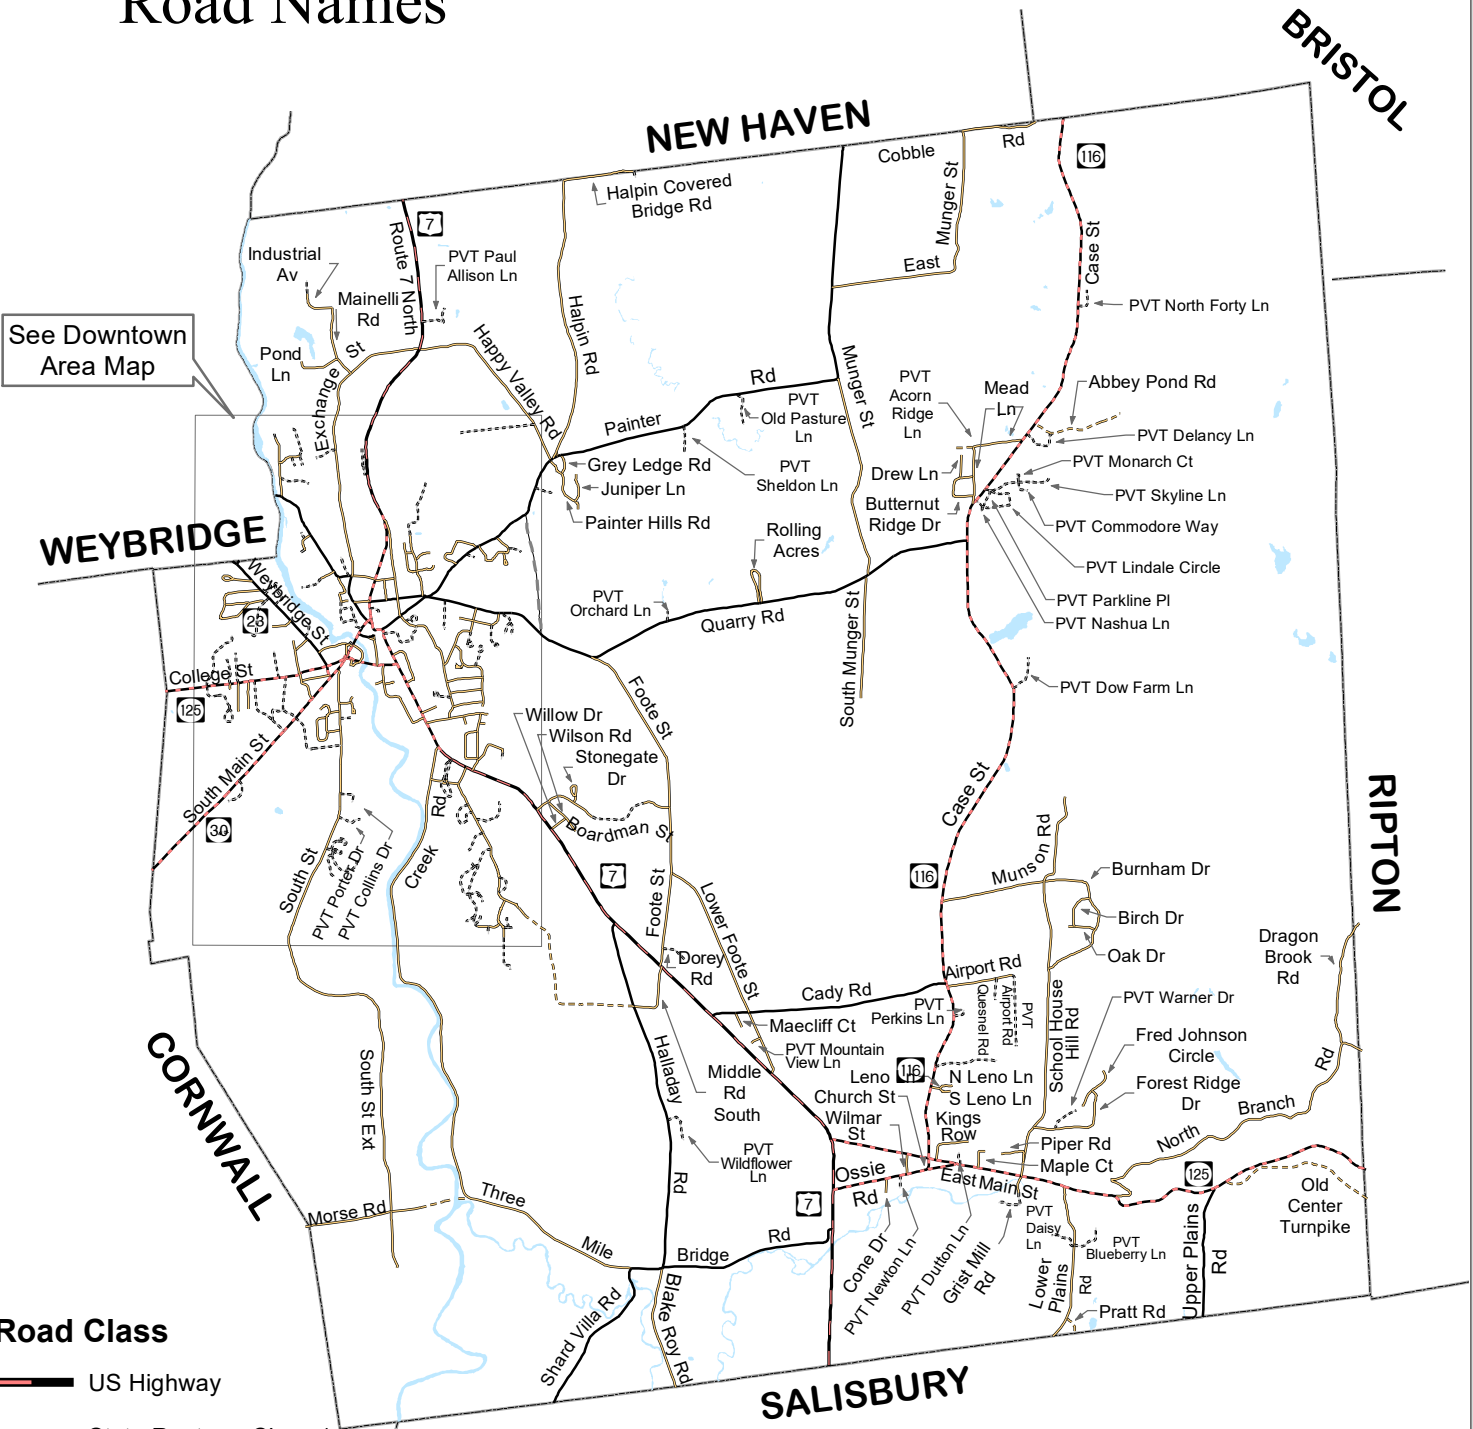 Road Names
BRISTOL
NEW HAVEN
Cobble
Rd
116
Halpin Covered
Bridge Rd
Munger St
7
Route 7 North
Case St
Industrial
Av
PVT Paul
Allison Ln
East
Mainelli
Rd
PVT North Forty Ln
See Downtown
Area Map
Halpin Rd
Happy Valley Rd
Pond
Ln
St
Exchange
Munger St
Rd
PVT
Acorn
Ridge
Ln
Mead
Ln
Abbey Pond Rd
PVT
Old Pasture
Ln
Painter
PVT Delancy Ln
Grey Ledge Rd
PVT
Sheldon Ln
Drew Ln
PVT Monarch Ct
Juniper Ln
PVT Skyline Ln
Butternut
Ridge Dr
Painter Hills Rd
PVT Commodore Way
WEYBRIDGE
Rolling
Acres
PVT Lindale Circle
Weybridge St
PVT
Orchard Ln
PVT Parkline Pl
23
Quarry Rd
PVT Nashua Ln
South Munger St
College St
PVT Dow Farm Ln
125
Foote St
Willow Dr
Wilson Rd
Stonegate
Dr
South Main St
Case St
RIPTON
30
Rd
Boardman St
Creek
South St
PVT Porter Dr
PVT Collins Dr
7
116
Munson Rd
Burnham Dr
Foote St
Lower Foote St
Birch Dr
Dragon
Brook
Rd
Oak Dr
Dorey
Rd
Airport Rd
Cady Rd
PVT
Perkins Ln
Quesnel Rd
Airport Rd
PVT
School House
Hill Rd
PVT Warner Dr
Maecliff Ct
CORNWALL
Halladay
PVT Mountain
View Ln
Fred Johnson
Circle
South St Ext
Middle
Rd
South
116
Leno Ln
N Leno Ln
S Leno Ln
Forest Ridge
Dr
Rd
Church St
Wilmar
St
Kings
Row
Branch
North
Piper Rd
Maple Ct
PVT
Wildflower
Ln
Ossie
Rd
East Main St
125
Rd
Three
Old
Center
Turnpike
Morse Rd
7
PVT
Daisy
Ln
PVT
Blueberry Ln
Mile
Bridge
Rd
Cone Dr
PVT Newton Ln
PVT Dutton Ln
Grist Mill
Rd
Lower
Plains
Rd
Upper Plains
Rd
Pratt Rd
Shard Villa Rd
Blake Roy Rd
Road Class
US Highway
SALISBURY